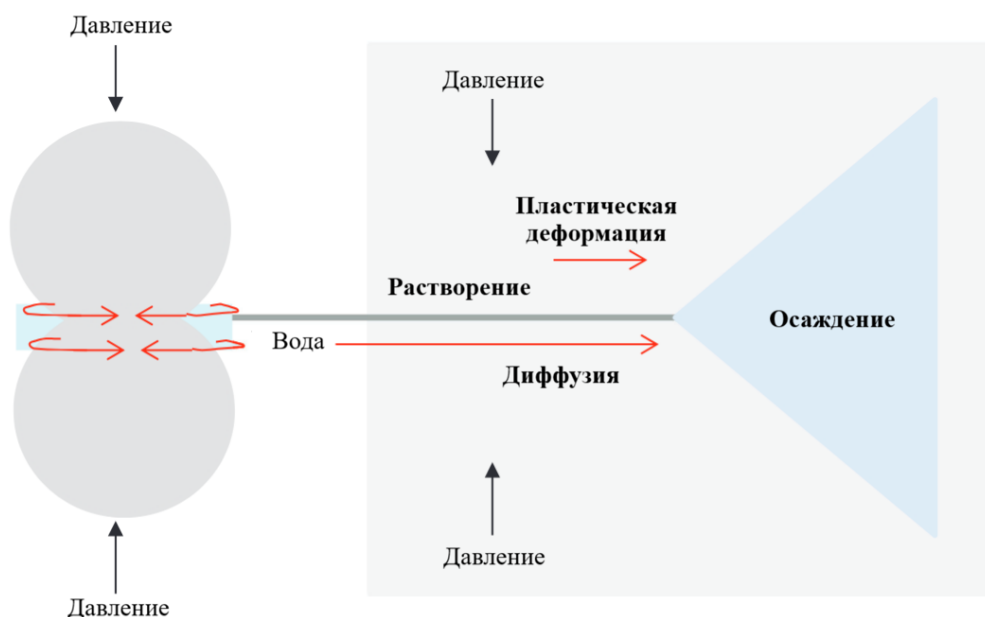 Давление
Давление
Пластическая
деформация
Растворение
Осаждение
Вода
Диффузия
Давление
Давление